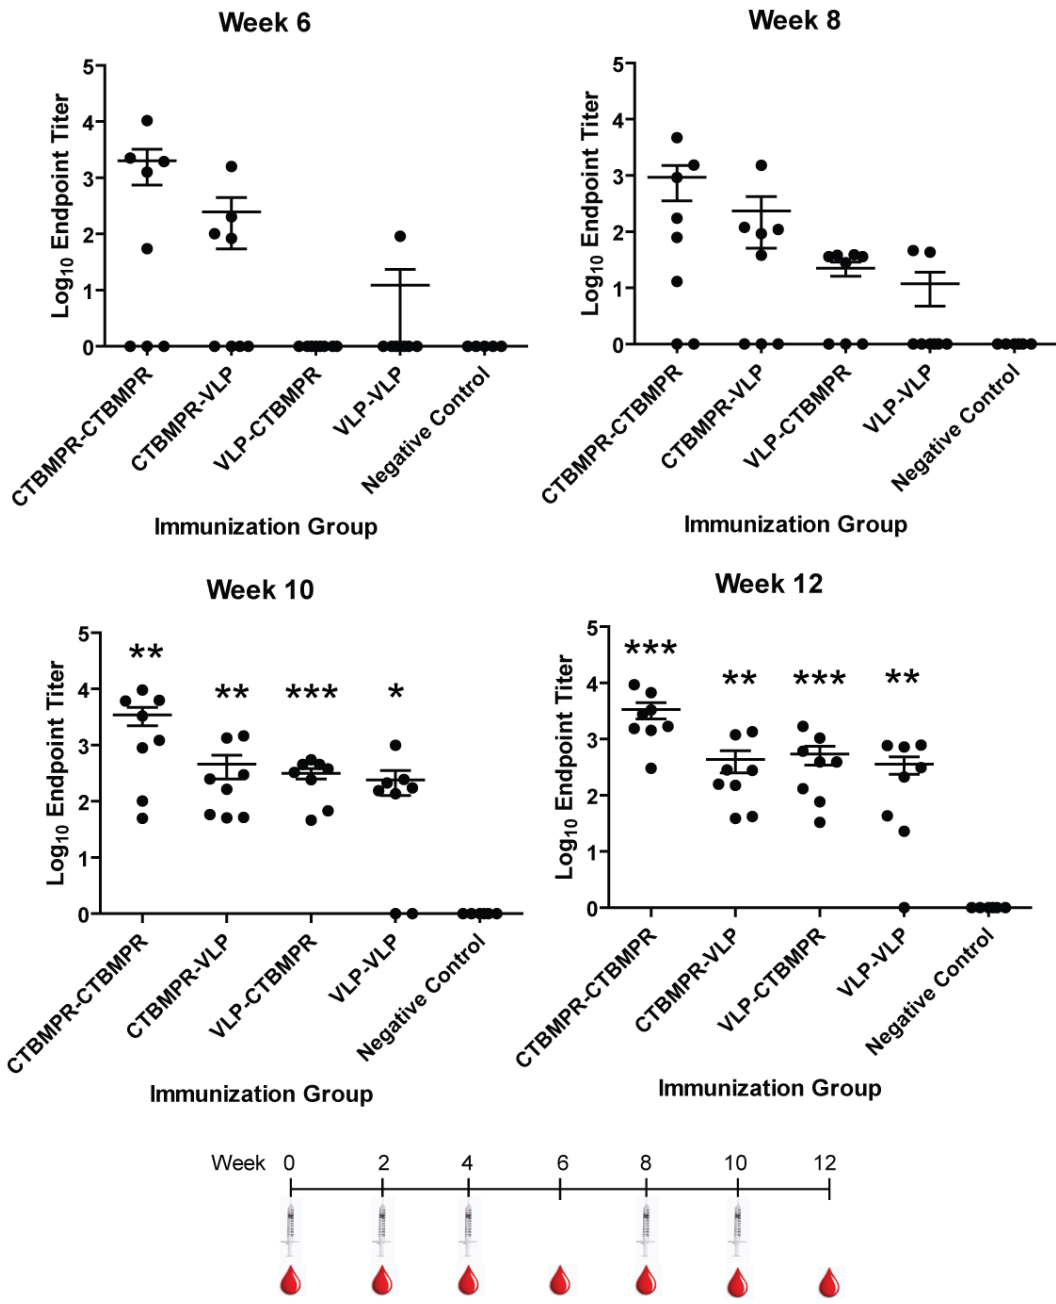 Week 6
Log10 Endpoint Titer
5
4
3
2
1
0
CTBMPR-CTBMPR
CTBMPR-VLP
VLP-CTBMPR
VLP-VLP
Negative Control
Immunization Group
Week 8
Log10 Endpoint Titer
5
4
3
2
1
0
CTBMPR-CTBMPR
CTBMPR-VLP
VLP-CTBMPR
VLP-VLP
Negative Control
Immunization Group
Week 10
Log10 Endpoint Titer
5
4
3
2
1
0
** ** *** *
CTBMPR-CTBMPR
CTBMPR-VLP
VLP-CTBMPR
VLP-VLP
Negative Control
Immunization Group
Week 12
Log10 Endpoint Titer
5
4
3
2
1
0
*** ** *** **
CTBMPR-CTBMPR
CTBMPR-VLP
VLP-CTBMPR
VLP-VLP
Negative Control
Immunization Group
Week 0 2 4 6 8 10 12